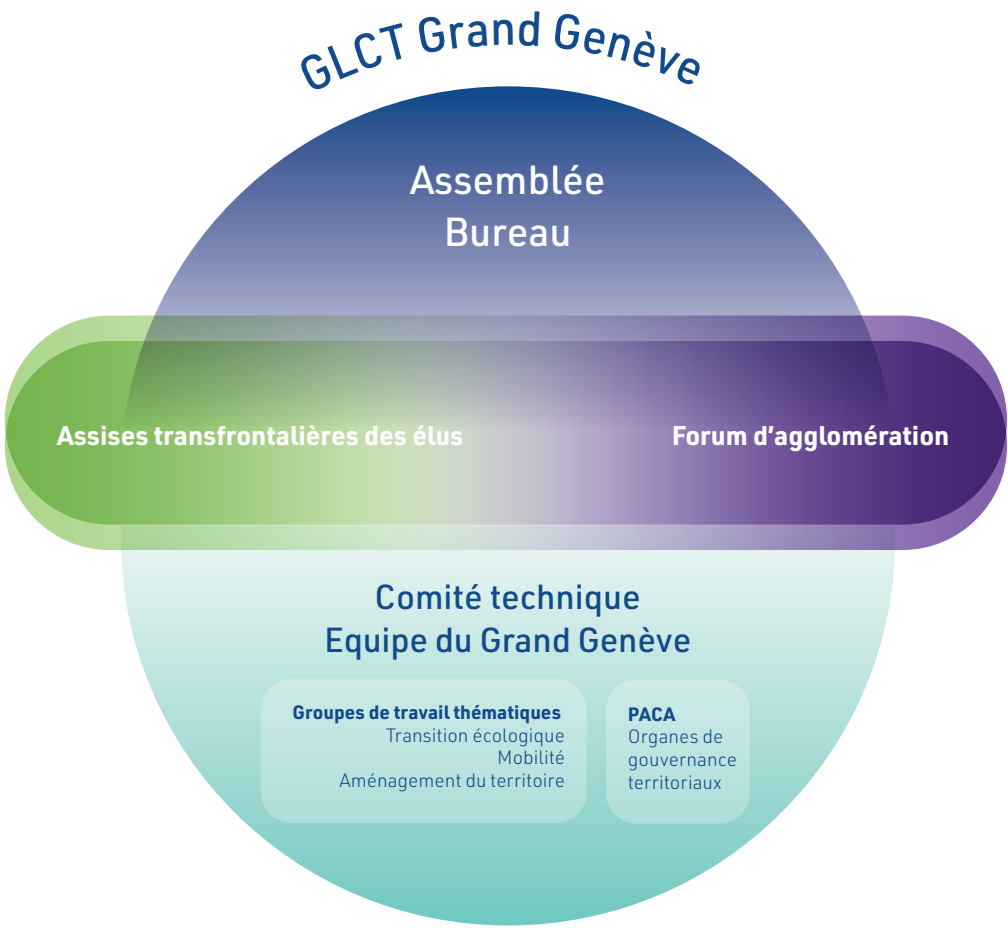 GLCT Grand Genève
Assemblée
Bureau
Assises transfrontalières des élus
Forum d’agglomération
Comité technique
Equipe du Grand Genève
Groupes de travail thématiques
Transition écologique
Mobilité
Aménagement du territoire
PACA
Organes de
gouvernance
territoriaux